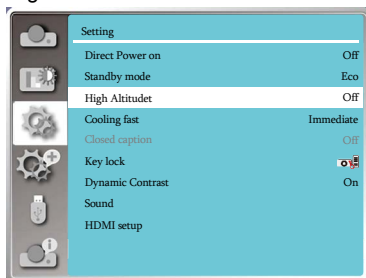 Setting
Direct Power on Off
Standby mode Eco
High Altitudet Off
Cooling fast Immediate
Closed caption Off
Key lock
Dynamic Contrast On
Sound
HDMI setup